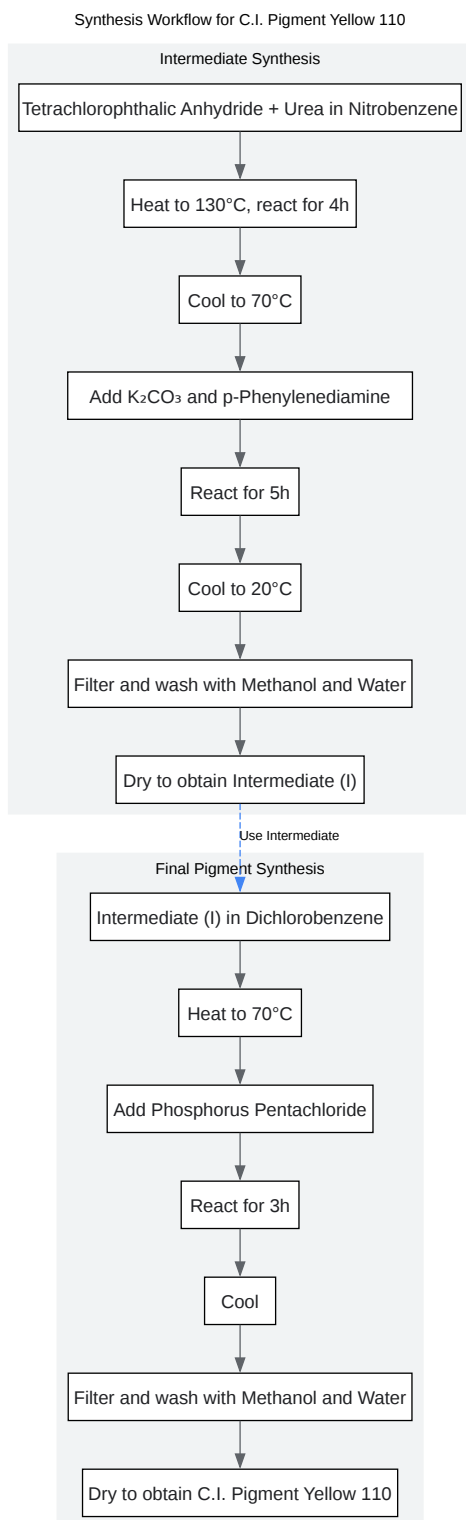 Synthesis Workflow for C.I. Pigment Yellow 110
Intermediate Synthesis
Tetrachlorophthalic Anhydride + Urea in Nitrobenzene
Heat to 130°C, react for 4h
Cool to 70°C
Add K₂CO₃ and p-Phenylenediamine
React for 5h
Cool to 20°C
Filter and wash with Methanol and Water
Dry to obtain Intermediate (I)
Use Intermediate
Final Pigment Synthesis
Intermediate (I) in Dichlorobenzene
Heat to 70°C
Add Phosphorus Pentachloride
React for 3h
Cool
Filter and wash with Methanol and Water
Dry to obtain C.I. Pigment Yellow 110